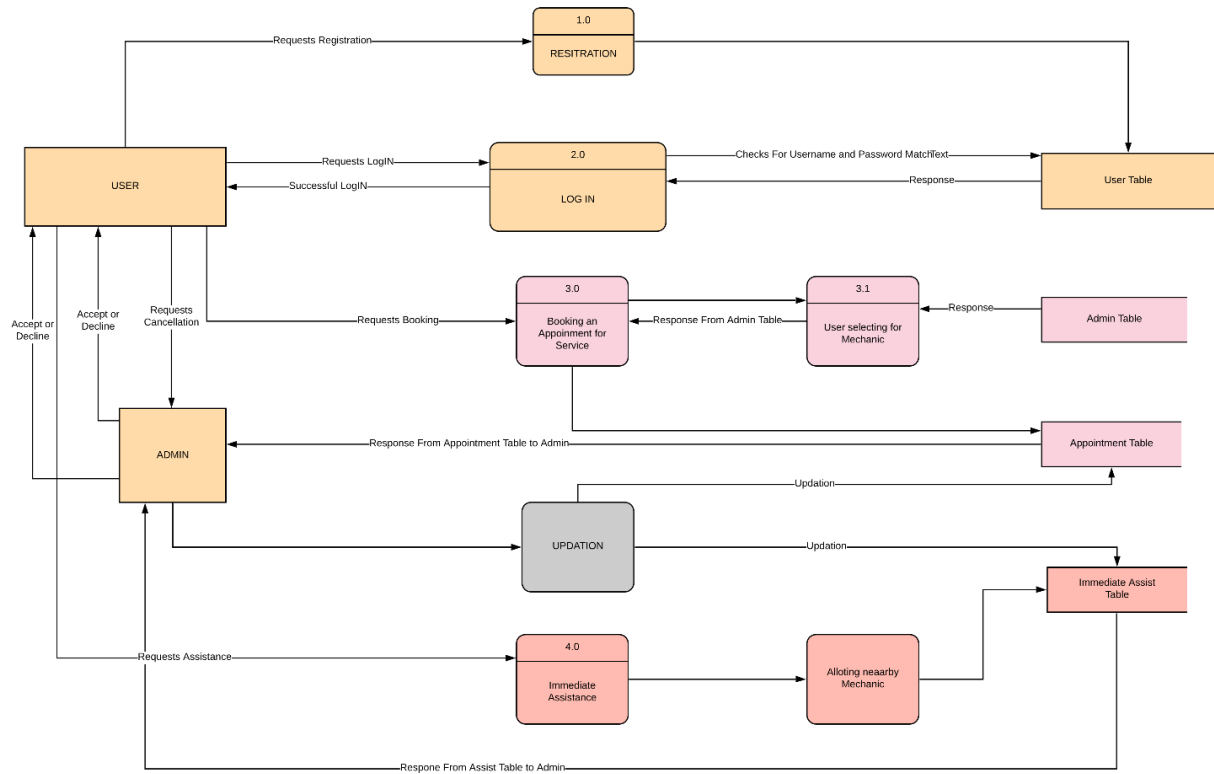 1.0
Requests Registration
RESITRATION
2.0
Requests LogIN
Checks For Username and Password MatchText
USER
Successful LogIN
LOG IN
Response
User Table
3.0
3.1
Accept or
Decline
Accept or
Decline
Requests
Cancellation
Requests Booking
Booking an
Appoinment for
Service
Response From Admin Table
User selecting for
Mechanic
Response
Admin Table
ADMIN
Response From Appointment Table to Admin
Appointment Table
Updation
UPDATION
Updation
Immediate Assist
Table
4.0
Requests Assistance
Immediate
Assistance
Alloting neaarby
Mechanic
Respone From Assist Table to Admin